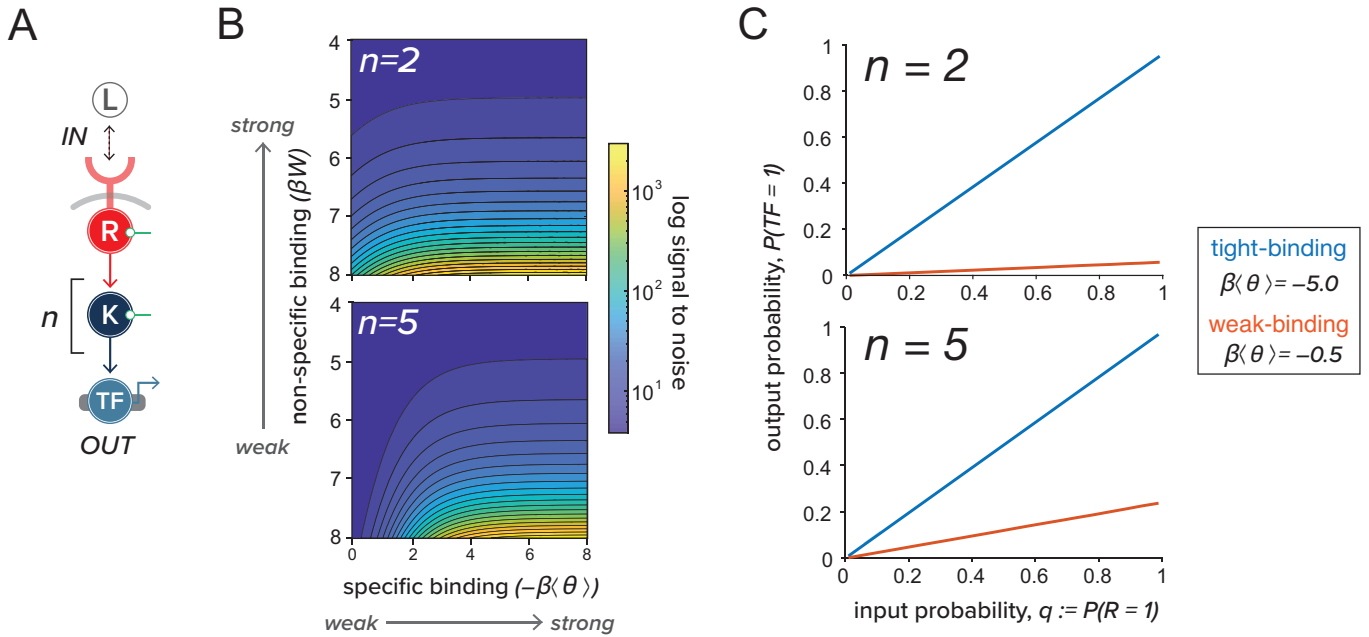 A
L
IN
R
n
K
TF
OUT
B
strong
weak
non-specific binding (βW)
n=2
4
5
6
7
8
n=5
4
5
6
7
8
0
2
4
6
8
specific binding (−β⟨θ⟩)
weak
strong
10³
10²
10¹
log signal to noise
C
output probability, P(TF = 1)
n = 2
1
0.8
0.6
0.4
0.2
0
0
0.2
0.4
0.6
0.8
1
n = 5
1
0.8
0.6
0.4
0.2
0
0
0.2
0.4
0.6
0.8
1
input probability, q := P(R = 1)
tight-binding
β⟨θ⟩= −5.0
weak-binding
β⟨θ⟩= −0.5